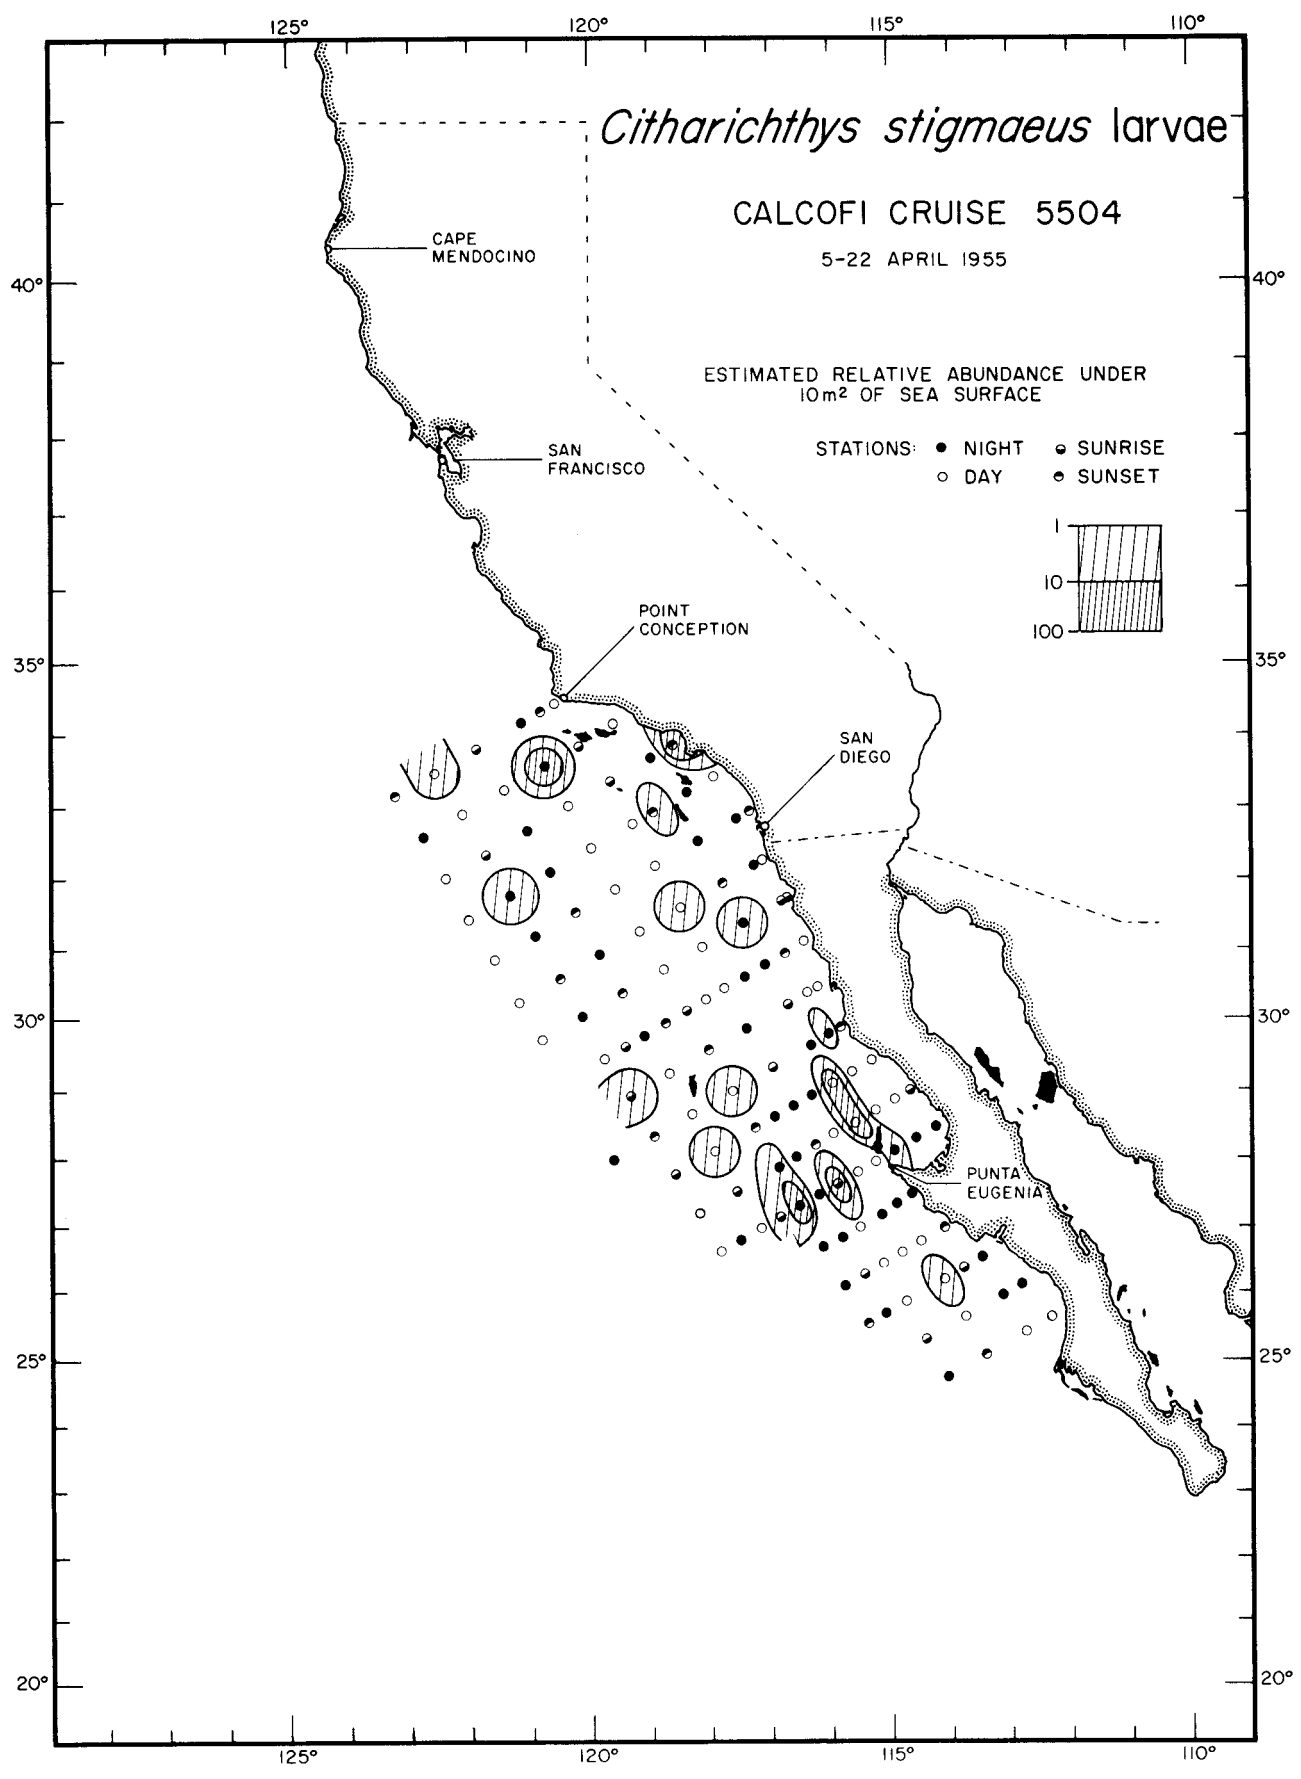 125° 120° 115° 110°
Citharichthys stigmaeus larvae
CALCOFI CRUISE 5504
5-22 APRIL 1955
CAPE
MENDOCINO
40° 40°
ESTIMATED RELATIVE ABUNDANCE UNDER
10m² OF SEA SURFACE
STATIONS: NIGHT SUNRISE
DAY SUNSET
SAN
FRANCISCO
1
10
100
POINT
CONCEPTION
35° 35°
SAN
DIEGO
30° 30°
PUNTA
EUGENIA
25° 25°
20° 20°
125° 120° 115° 110°